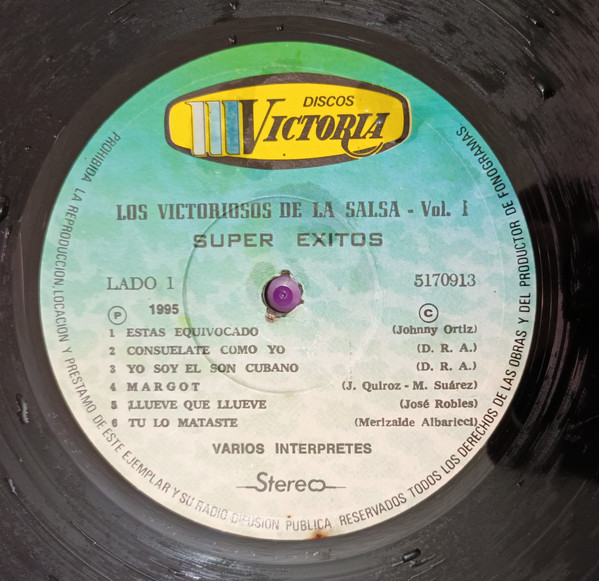 DISCOS
VICTORIA
LOS VICTORIOSOS DE LA SALSA - Vol. I
SUPER EXITOS
LADO 1 5170913
Ⓟ 1995 ©
1 ESTAS EQUIVOCADO (Johnny Ortiz)
2 CONSUELATE COMO YO (D. R. A.)
3 YO SOY EL SON CUBANO (D. R. A.)
4 MARGOT (J. Quiroz - M. Suárez)
5 LLUEVE QUE LLUEVE (José Robles)
6 TU LO MATASTE (Merizalde Albaricci)
VARIOS INTERPRETES
Stereo
PROHIBIDA LA REPRODUCCION, LOCACION Y PRESTAMO DE ESTE EJEMPLAR Y SU RADIO DIFUSION PUBLICA. RESERVADOS TODOS LOS DERECHOS DE LAS OBRAS Y DEL PRODUCTOR DE FONOGRAMAS